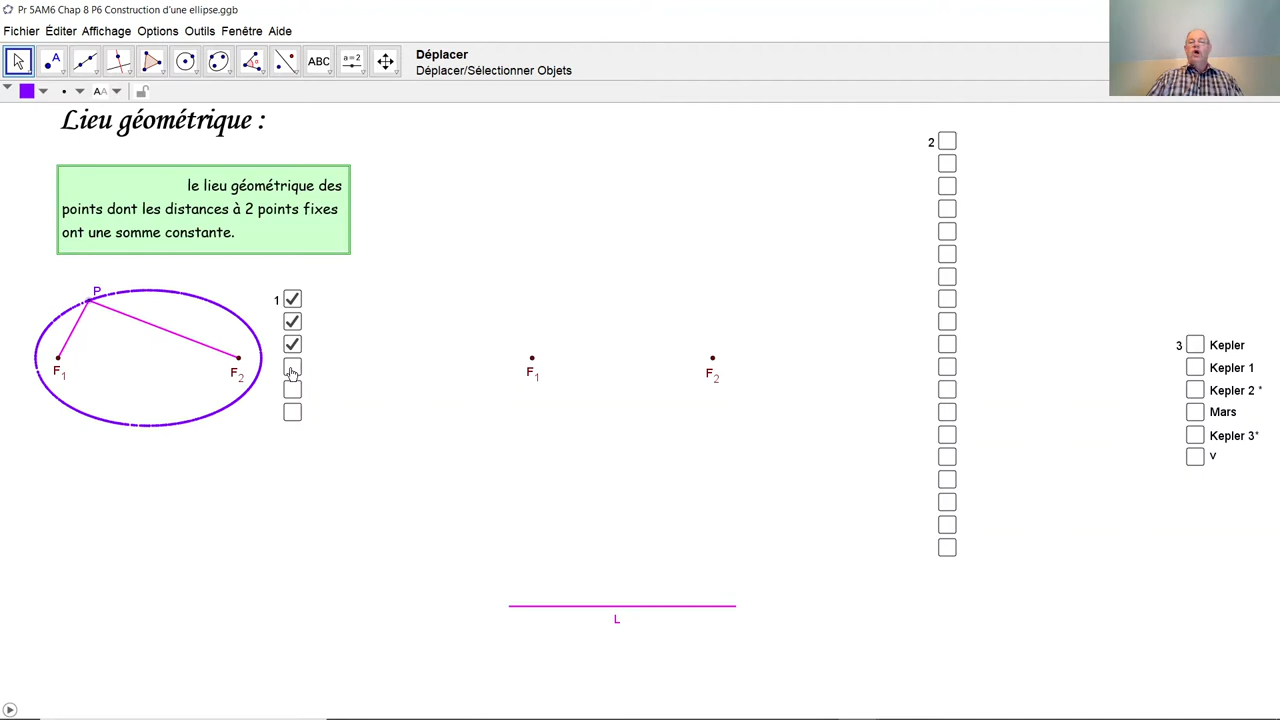 Pr 5AM6 Chap 8 P6 Construction d'une ellipse.ggb
Fichier Éditer Affichage Options Outils Fenêtre Aide
A
ABC
a=2
Déplacer
Déplacer/Sélectionner Objets
AA
Lieu géométrique :
le lieu géométrique des
points dont les distances à 2 points fixes
ont une somme constante.
P
F1
F2
1
F1
F2
L
2
3
Kepler
Kepler 1
Kepler 2 *
Mars
Kepler 3*
v